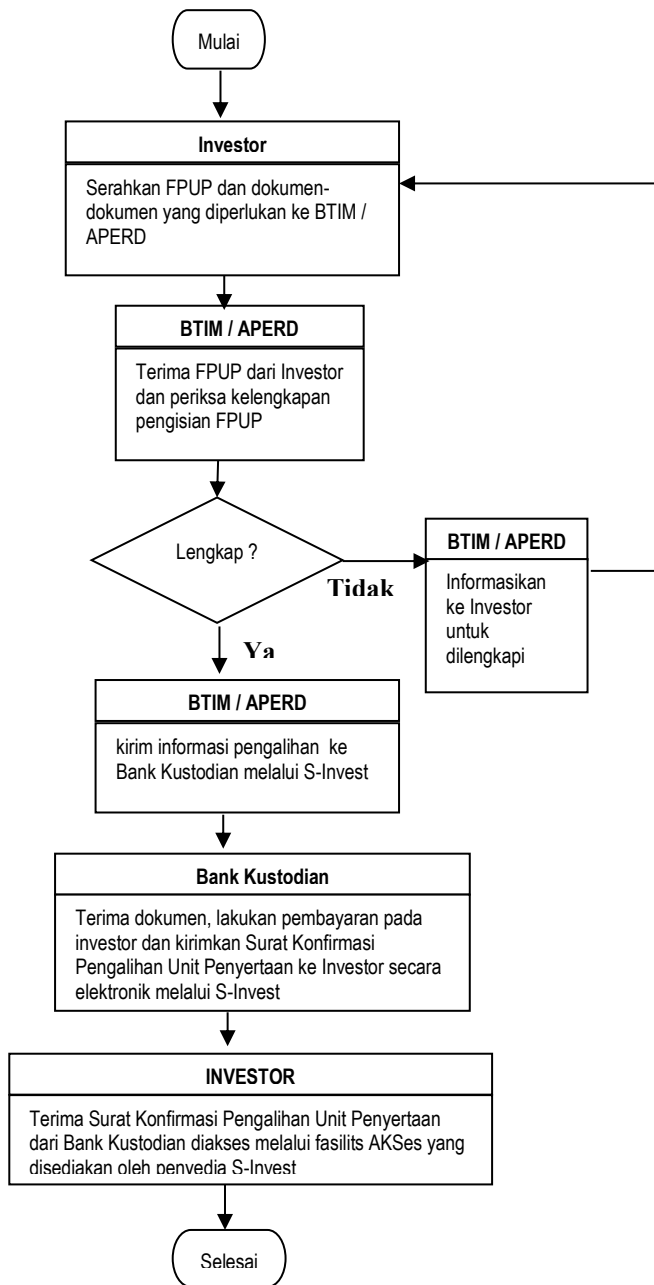 Mulai
Investor
Serahkan FPUP dan dokumen-
dokumen yang diperlukan ke BTIM /
APERD
BTIM / APERD
Terima FPUP dari Investor
dan periksa kelengkapan
pengisian FPUP
Lengkap ?
Tidak
BTIM / APERD
Informasikan
ke Investor
untuk
dilengkapi
Ya
BTIM / APERD
kirim informasi pengalihan ke
Bank Kustodian melalui S-Invest
Bank Kustodian
Terima dokumen, lakukan pembayaran pada
investor dan kirimkan Surat Konfirmasi
Pengalihan Unit Penyertaan ke Investor secara
elektronik melalui S-Invest
INVESTOR
Terima Surat Konfirmasi Pengalihan Unit Penyertaan
dari Bank Kustodian diakses melalui fasilits AKSes yang
disediakan oleh penyedia S-Invest
Selesai